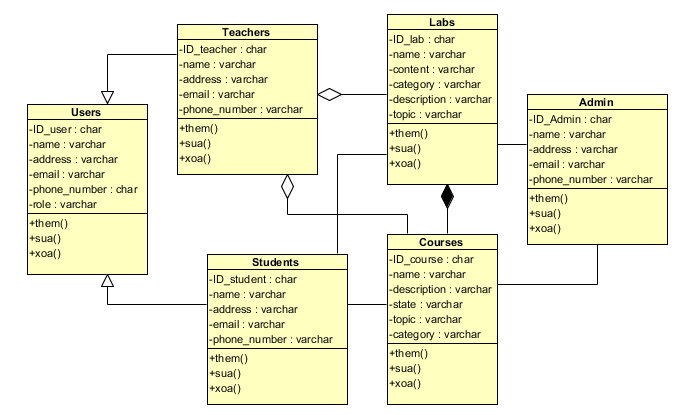 Teachers
-ID_teacher : char
-name : varchar
-address : varchar
-email : varchar
-phone_number : varchar
+them()
+sua()
+xoa()
Labs
-ID_lab : char
-name : varchar
-content : varchar
-category : varchar
-description : varchar
-topic : varchar
+them()
+sua()
+xoa()
Admin
-ID_Admin : char
-name : varchar
-address : varchar
-email : varchar
-phone_number : varchar
+them()
+sua()
+xoa()
Users
-ID_user : char
-name : varchar
-address : varchar
-email : varchar
-phone_number : char
-role : varchar
+them()
+sua()
+xoa()
Students
-ID_student : char
-name : varchar
-address : varchar
-email : varchar
-phone_number : varchar
+them()
+sua()
+xoa()
Courses
-ID_course : char
-name : varchar
-description : varchar
-state : varchar
-topic : varchar
-category : varchar
+them()
+sua()
+xoa()